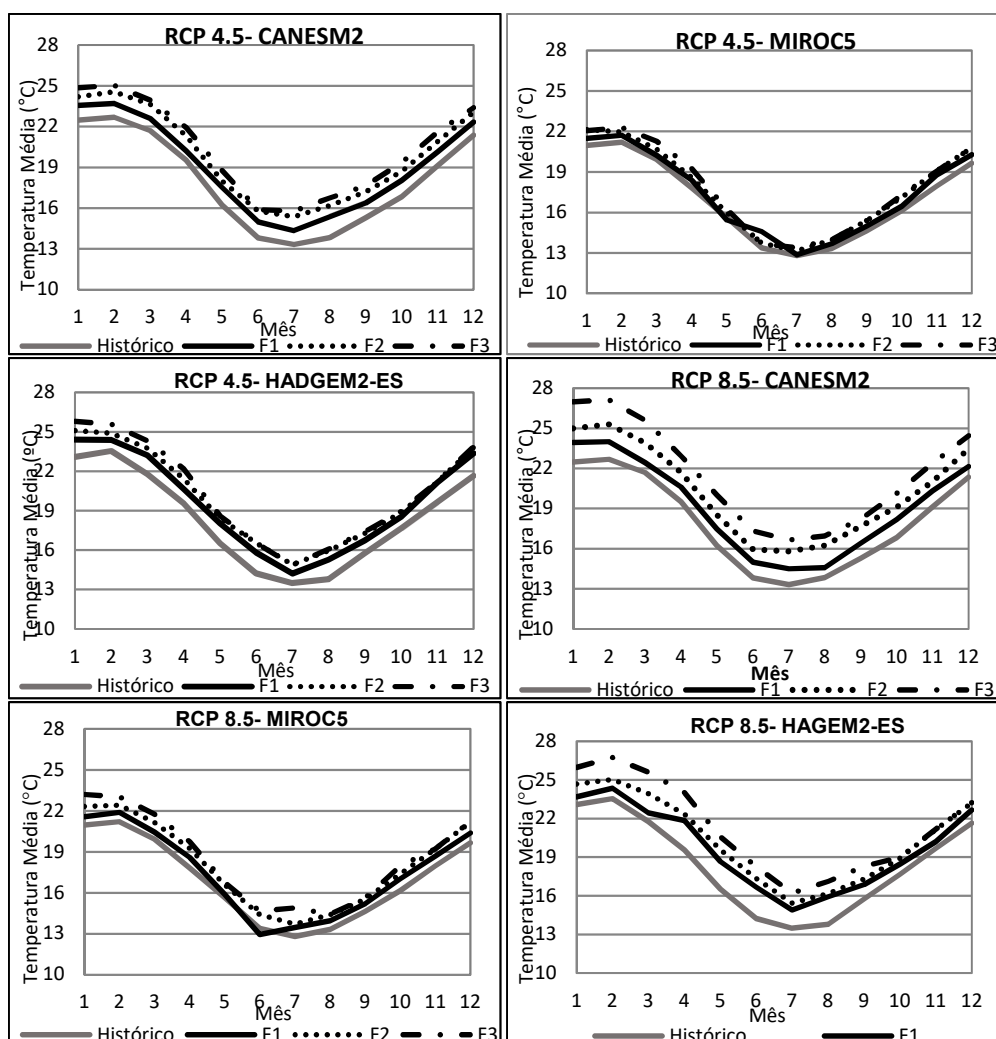 RCP 4.5- CANESM2
Temperatura Média (°C)
28
25
22
19
16
13
10
1 2 3 4 5 6 7 8 9 10 11 12
Mês
Histórico F1 F2 F3
RCP 4.5- MIROC5
Temperatura Média (°C)
28
25
22
19
16
13
10
1 2 3 4 5 6 7 8 9 10 11 12
Mês
Histórico F1 F2 F3
RCP 4.5- HADGEM2-ES
Temperatura Média (ºC)
28
25
22
19
16
13
10
1 2 3 4 5 6 7 8 9 10 11 12
Mês
Histórico F1 F2 F3
RCP 8.5- CANESM2
Temperatura Média (°C)
28
25
22
19
16
13
10
1 2 3 4 5 6 7 8 9 10 11 12
Mês
Histórico F1 F2 F3
RCP 8.5- MIROC5
Temperatura Média (°C)
28
25
22
19
16
13
10
1 2 3 4 5 6 7 8 9 10 11 12
Mês
Histórico F1 F2 F3
RCP 8.5- HAGEM2-ES
Temperatura Média (°C)
28
25
22
19
16
13
10
1 2 3 4 5 6 7 8 9 10 11 12
Mês
Histórico F1